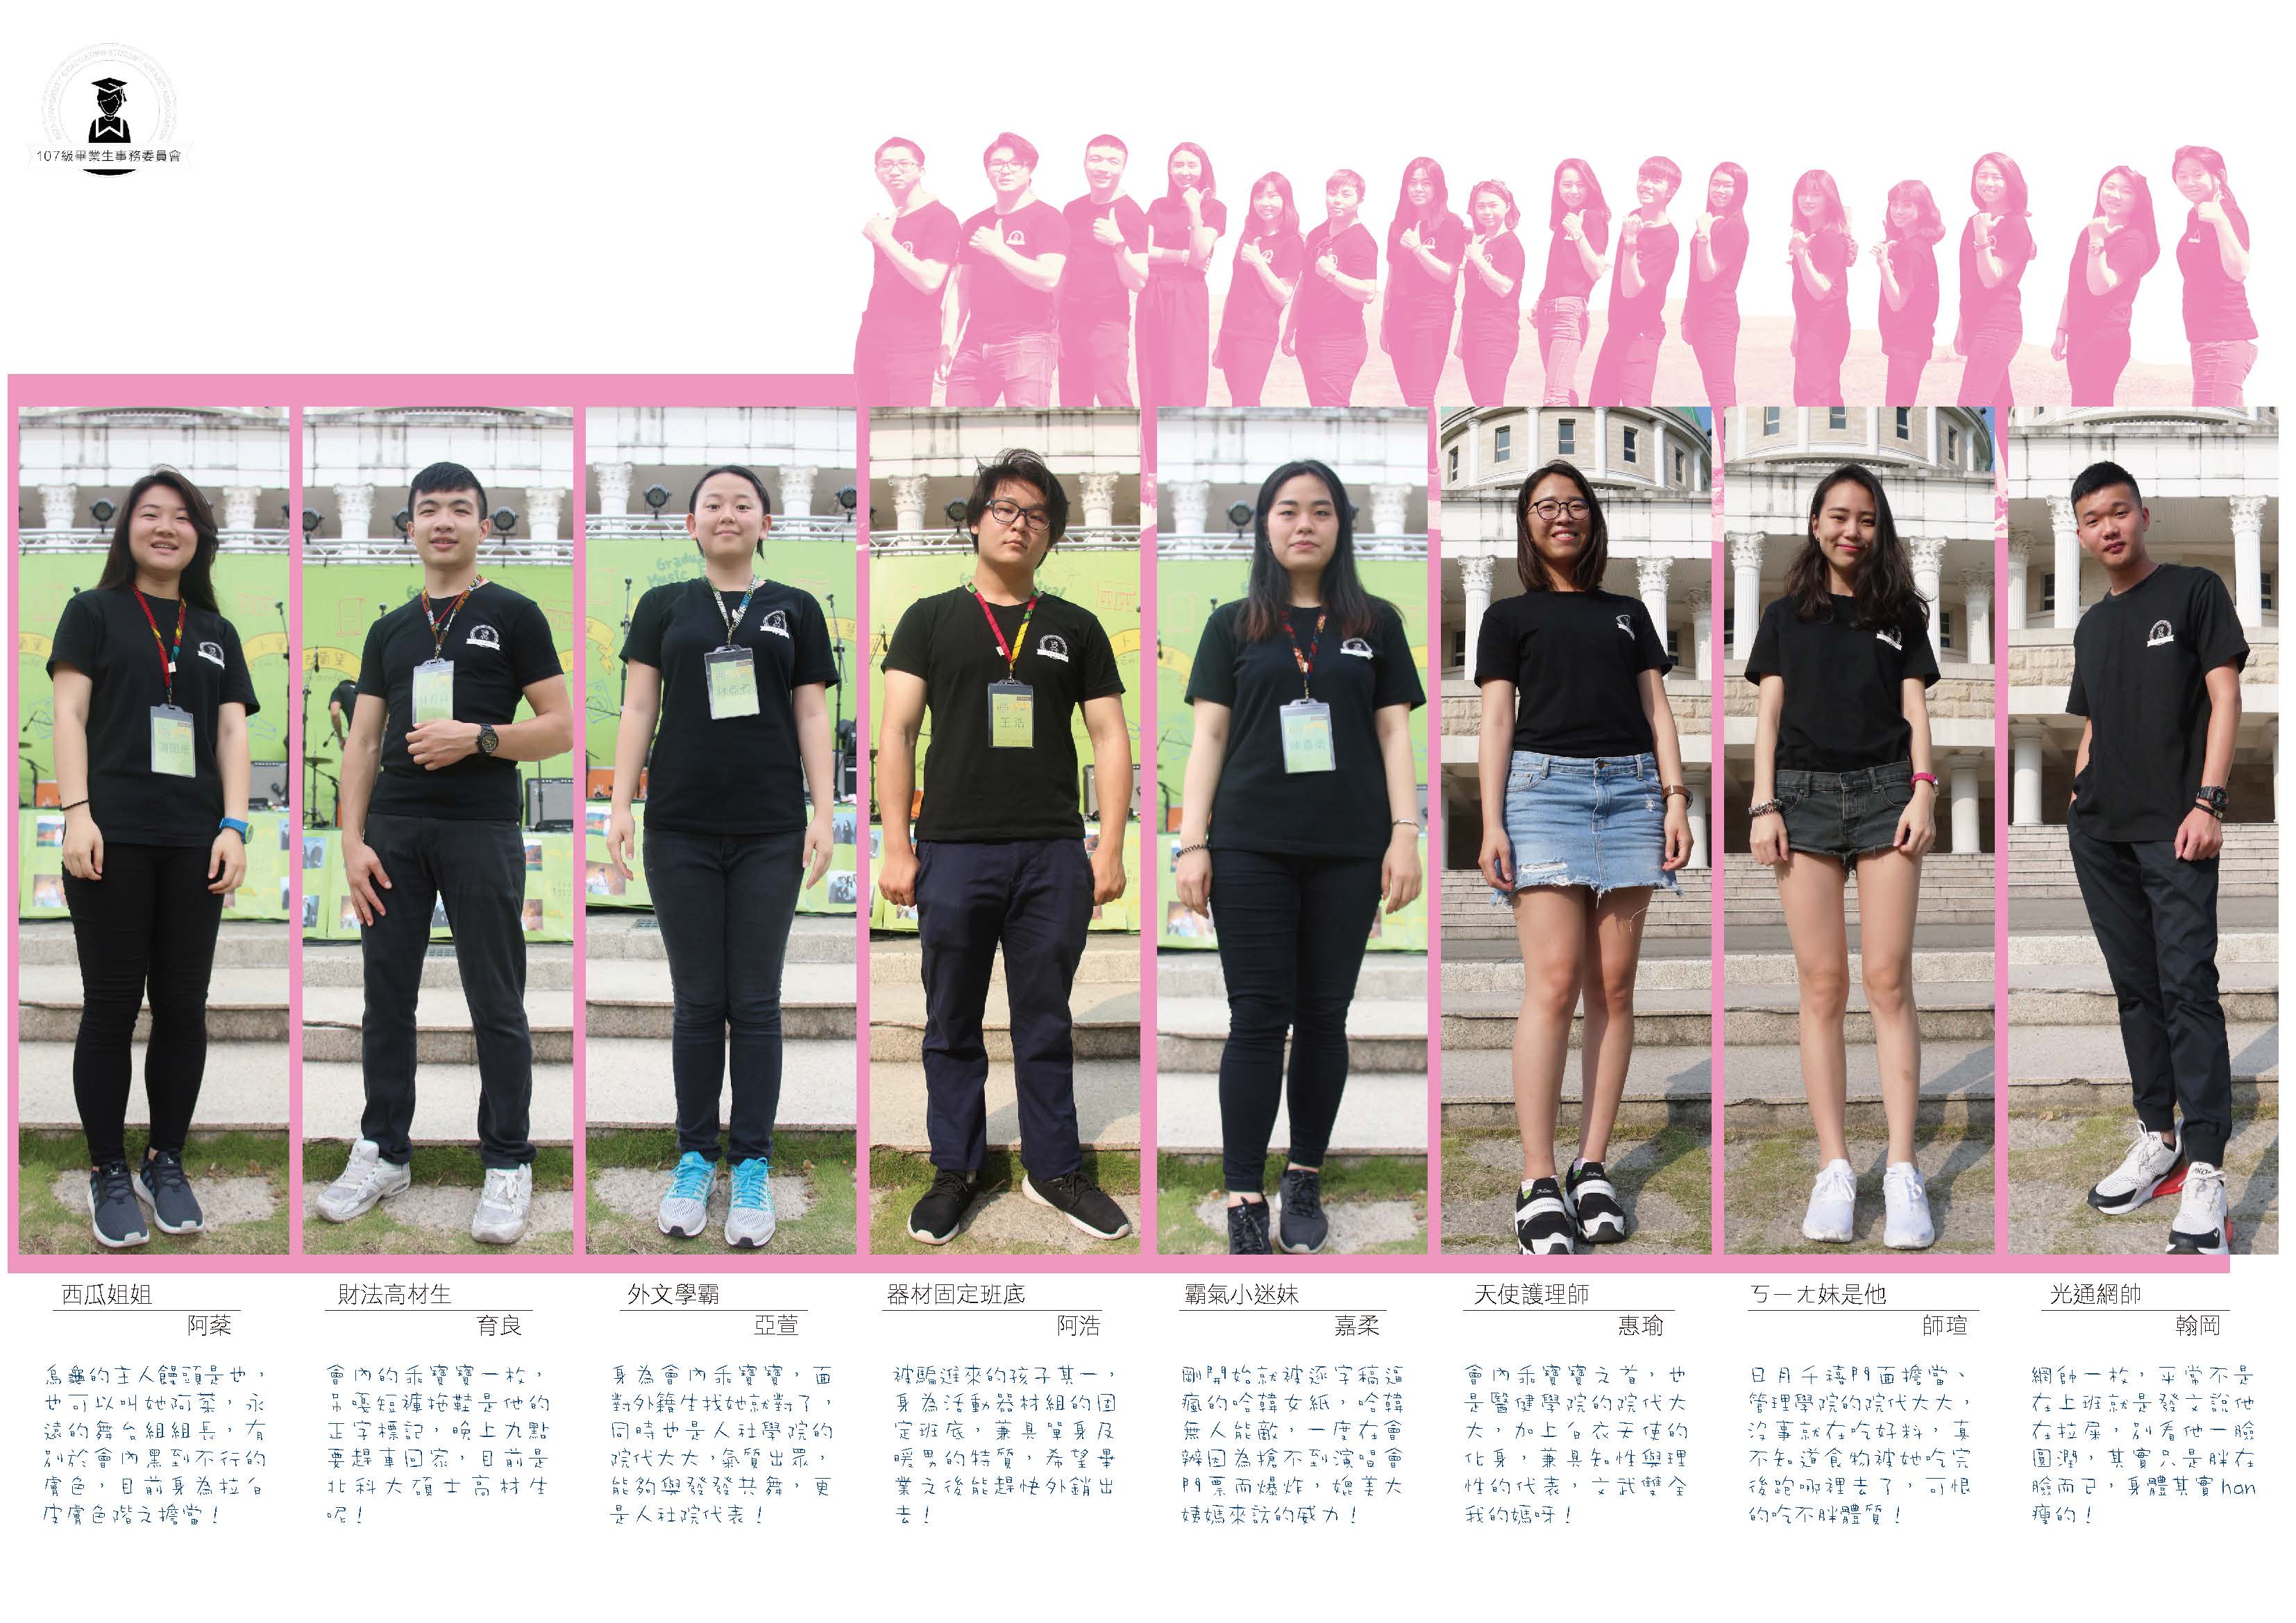 107級畢業生事務委員會
西瓜姐姐
阿蘂
烏龜的主人饅頭是也，
也可以叫她阿蘂，永
遠的舞台組組長，有
別於會內黑到不行的
膚色，目前身為拉白
皮膚色階之擔當！
財法高材生
育良
會內的乖寶寶一枚，
吊嘎短褲拖鞋是他的
正字標記，晚上九點
要趕車回家，目前是
北科大碩士高材生
呢！
外文學霸
亞萱
身為會內乖寶寶，面
對外籍生找她就對了，
同時也是人社學院的
院代大大，氣質出眾，
能夠與發發共舞，更
是人社院代表！
器材固定班底
阿浩
被騙進來的孩子其一，
身為活動器材組的固
定班底，兼具單身及
暖男的特質，希望畢
業之後能趕快外銷出
去！
霸氣小迷妹
嘉柔
剛開始就被逐字稿逼
瘋的哈韓女紙，哈韓
無人能敵，一度在會
辦因為搶不到演唱會
門票而爆炸，媲美大
姨媽來訪的威力！
天使護理師
惠瑜
會內乖寶寶之首，也
是醫健學院的院代大
大，加上白衣天使的
化身，兼具知性與理
性的代表，文武雙全
我的媽呀！
ㄎㄧㄤ妹是他
師瑄
日月千禧門面擔當、
管理學院的院代大大，
沒事就在吃好料，真
不知道食物被她吃完
後跑哪裡去了，可恨
的吃不胖體質！
光通網帥
翰岡
網帥一枚，平常不是
在上班就是發文說他
在拉屎，別看他一臉
圓潤，其實只是胖在
臉而已，身體其實han
瘦的！
王浩